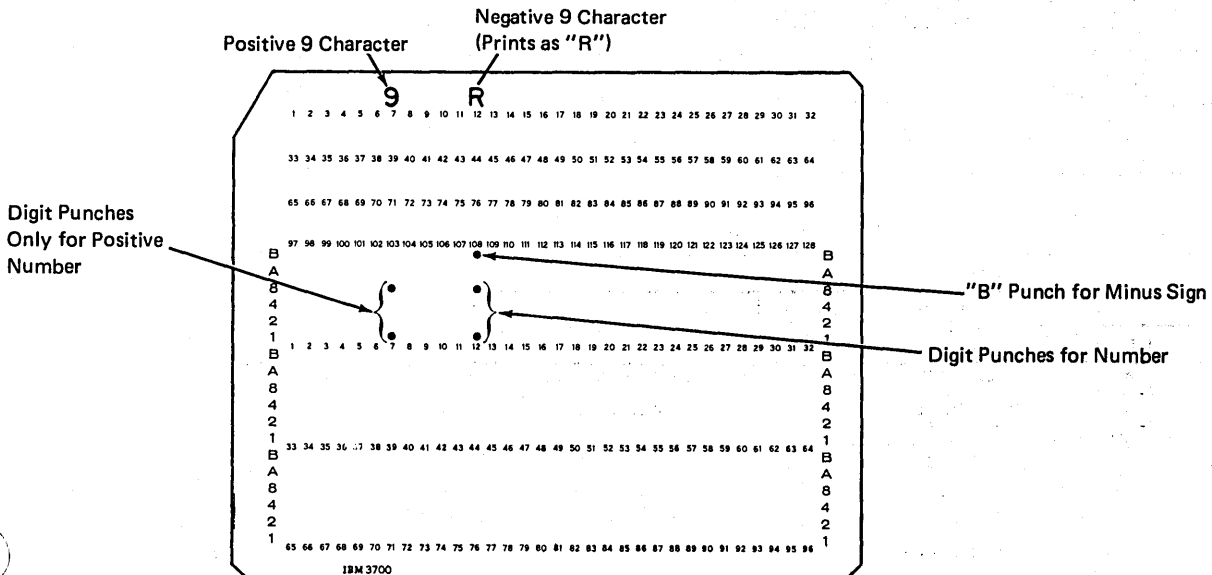 Negative 9 Character
(Prints as "R")
Positive 9 Character
9 R
1 2 3 4 5 6 7 8 9 10 11 12 13 14 15 16 17 18 19 20 21 22 23 24 25 26 27 28 29 30 31 32
33 34 35 36 37 38 39 40 41 42 43 44 45 46 47 48 49 50 51 52 53 54 55 56 57 58 59 60 61 62 63 64
65 66 67 68 69 70 71 72 73 74 75 76 77 78 79 80 81 82 83 84 85 86 87 88 89 90 91 92 93 94 95 96
Digit Punches
Only for Positive
Number
97 98 99 100 101 102 103 104 105 106 107 108 109 110 111 112 113 114 115 116 117 118 119 120 121 122 123 124 125 126 127 128
B B
A A
8 8
"B" Punch for Minus Sign
4 4
2 2
1 1
Digit Punches for Number
1 2 3 4 5 6 7 8 9 10 11 12 13 14 15 16 17 18 19 20 21 22 23 24 25 26 27 28 29 30 31 32
B B
A A
8 8
4 4
2 2
1 1
33 34 35 36 37 38 39 40 41 42 43 44 45 46 47 48 49 50 51 52 53 54 55 56 57 58 59 60 61 62 63 64
B B
A A
8 8
4 4
2 2
1 1
65 66 67 68 69 70 71 72 73 74 75 76 77 78 79 80 81 82 83 84 85 86 87 88 89 90 91 92 93 94 95 96
IBM 3700